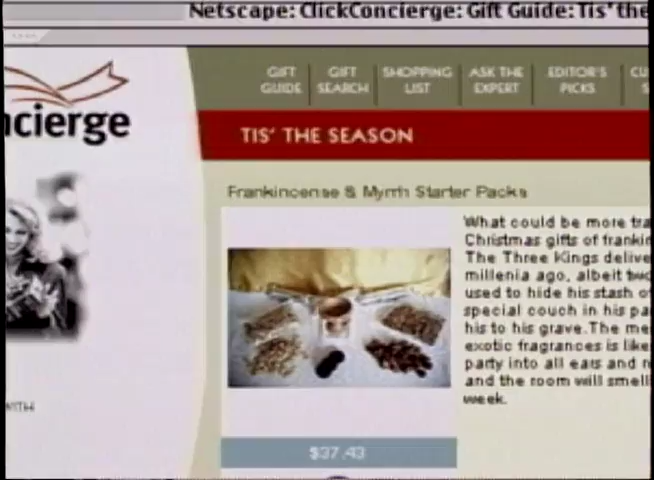 Netscape: ClickConcierge: Gift Guide: Tis' the
GIFT GUIDE
GIFT SEARCH
SHOPPING LIST
ASK THE EXPERT
EDITOR'S PICKS
CU
S
ncierge
TIS' THE SEASON
Frankincense & Myrrh Starter Packs
What could be more tra
Christmas gifts of frankin
The Three Kings delive
millenia ago, albeit two
used to hide his stash o
special couch in his pa
his to his grave. The me
exotic fragrances is like
party into all ears and n
and the room will smell
week.
WITH
$37.43